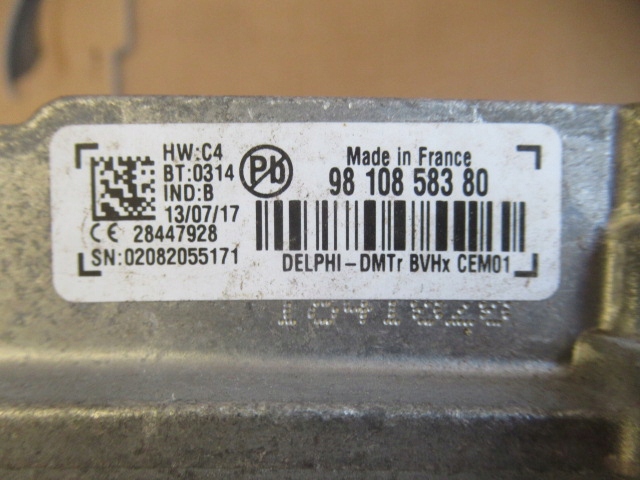 HW:C4
BT:0314
IND:B
13/07/17
CE 28447928
SN:02082055171
Pb
Made in France
98 108 583 80
DELPHI-DMTr BVHx CEM01